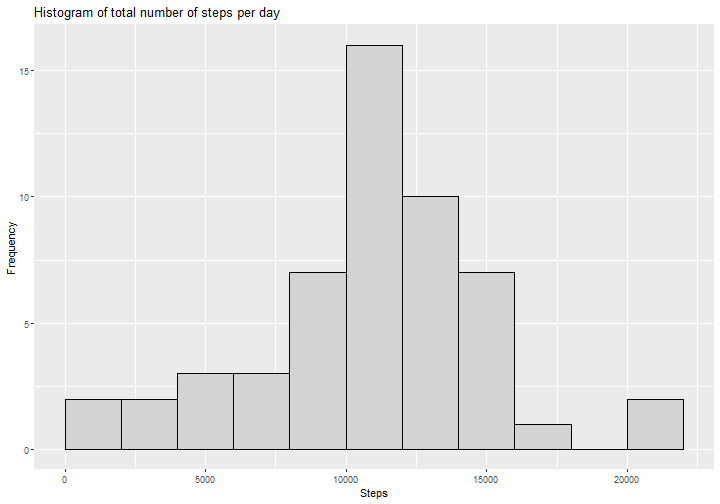 Histogram of total number of steps per day
15
10
5
0
Frequency
0 5000 10000 15000 20000
Steps